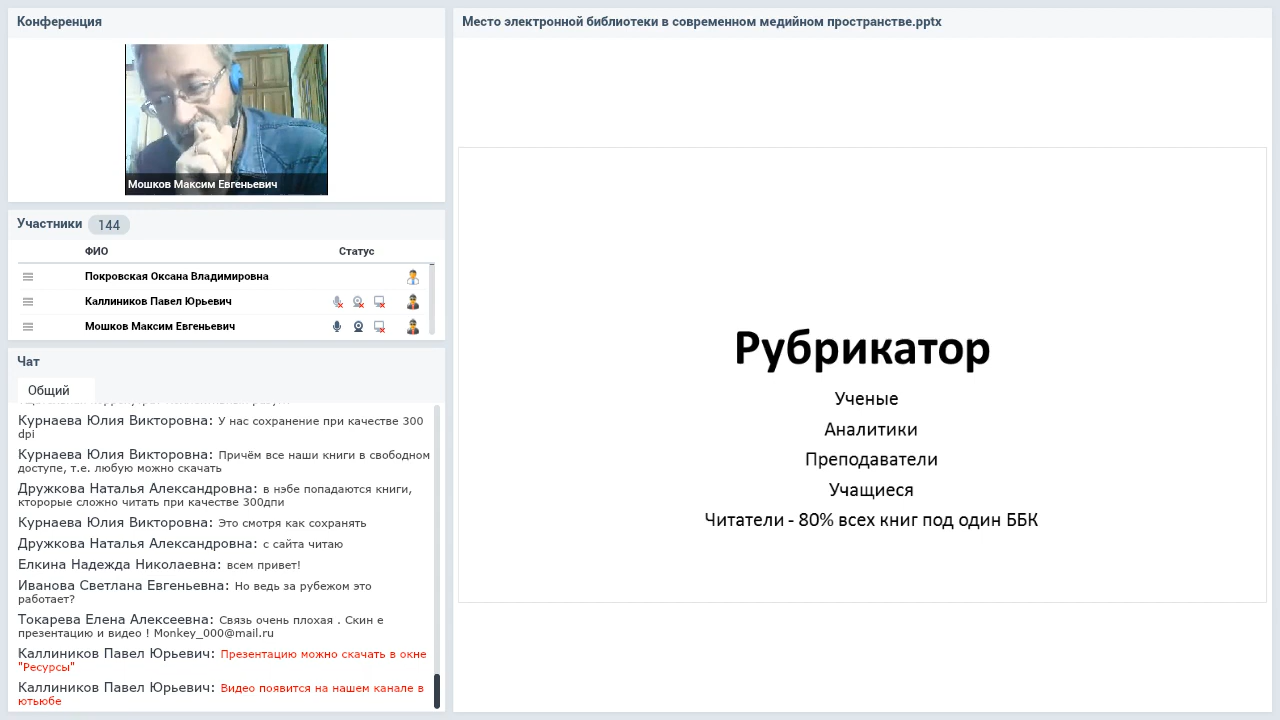 Конференция
Мошков Максим Евгеньевич
Участники 144
ФИО Статус
Покровская Оксана Владимировна
Каллиников Павел Юрьевич
Мошков Максим Евгеньевич
Чат
Общий
Курнаева Юлия Викторовна: У нас сохранение при качестве 300
dpi
Курнаева Юлия Викторовна: Причём все наши книги в свободном
доступе, т.е. любую можно скачать
Дружкова Наталья Александровна: в нэбе попадаются книги,
кторорые сложно читать при качестве 300дпи
Курнаева Юлия Викторовна: Это смотря как сохранять
Дружкова Наталья Александровна: с сайта читаю
Елкина Надежда Николаевна: всем привет!
Иванова Светлана Евгеньевна: Но ведь за рубежом это
работает?
Токарева Елена Алексеевна: Связь очень плохая . Скин е
презентацию и видео ! Monkey_000@mail.ru
Каллиников Павел Юрьевич: Презентацию можно скачать в окне
"Ресурсы"
Каллиников Павел Юрьевич: Видео появится на нашем канале в
ютьюбе
Место электронной библиотеки в современном медийном пространстве.pptx
Рубрикатор
Ученые
Аналитики
Преподаватели
Учащиеся
Читатели - 80% всех книг под один ББК